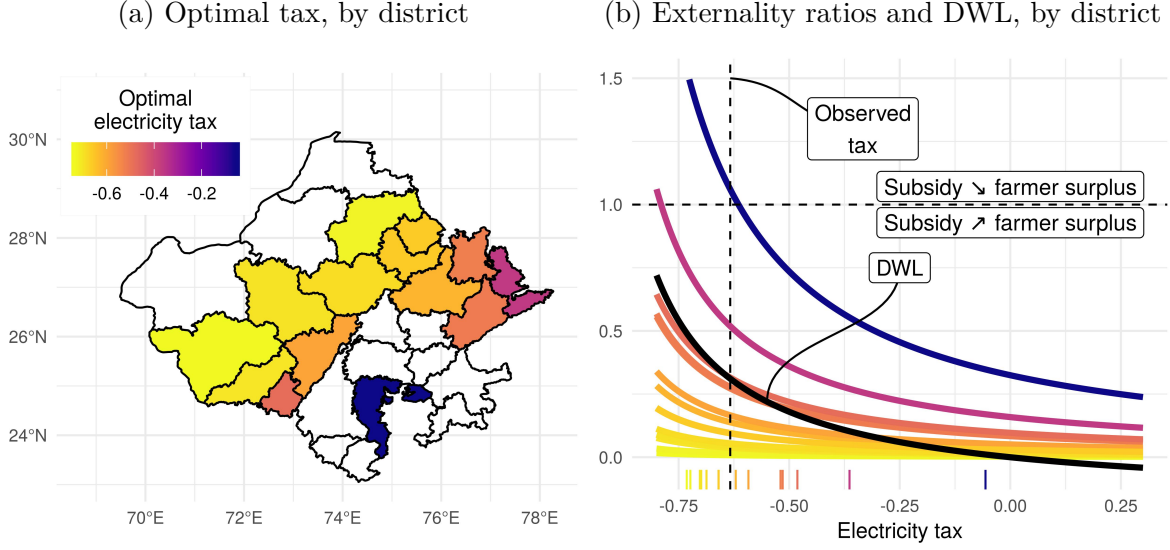 (a) Optimal tax, by district
Optimal
electricity tax
-0.6 -0.4 -0.2
30°N
28°N
26°N
24°N
70°E 72°E 74°E 76°E 78°E
(b) Externality ratios and DWL, by district
1.5
1.0
0.5
0.0
Observed
tax
Subsidy ↘ farmer surplus
Subsidy ↗ farmer surplus
DWL
-0.75 -0.50 -0.25 0.00 0.25
Electricity tax